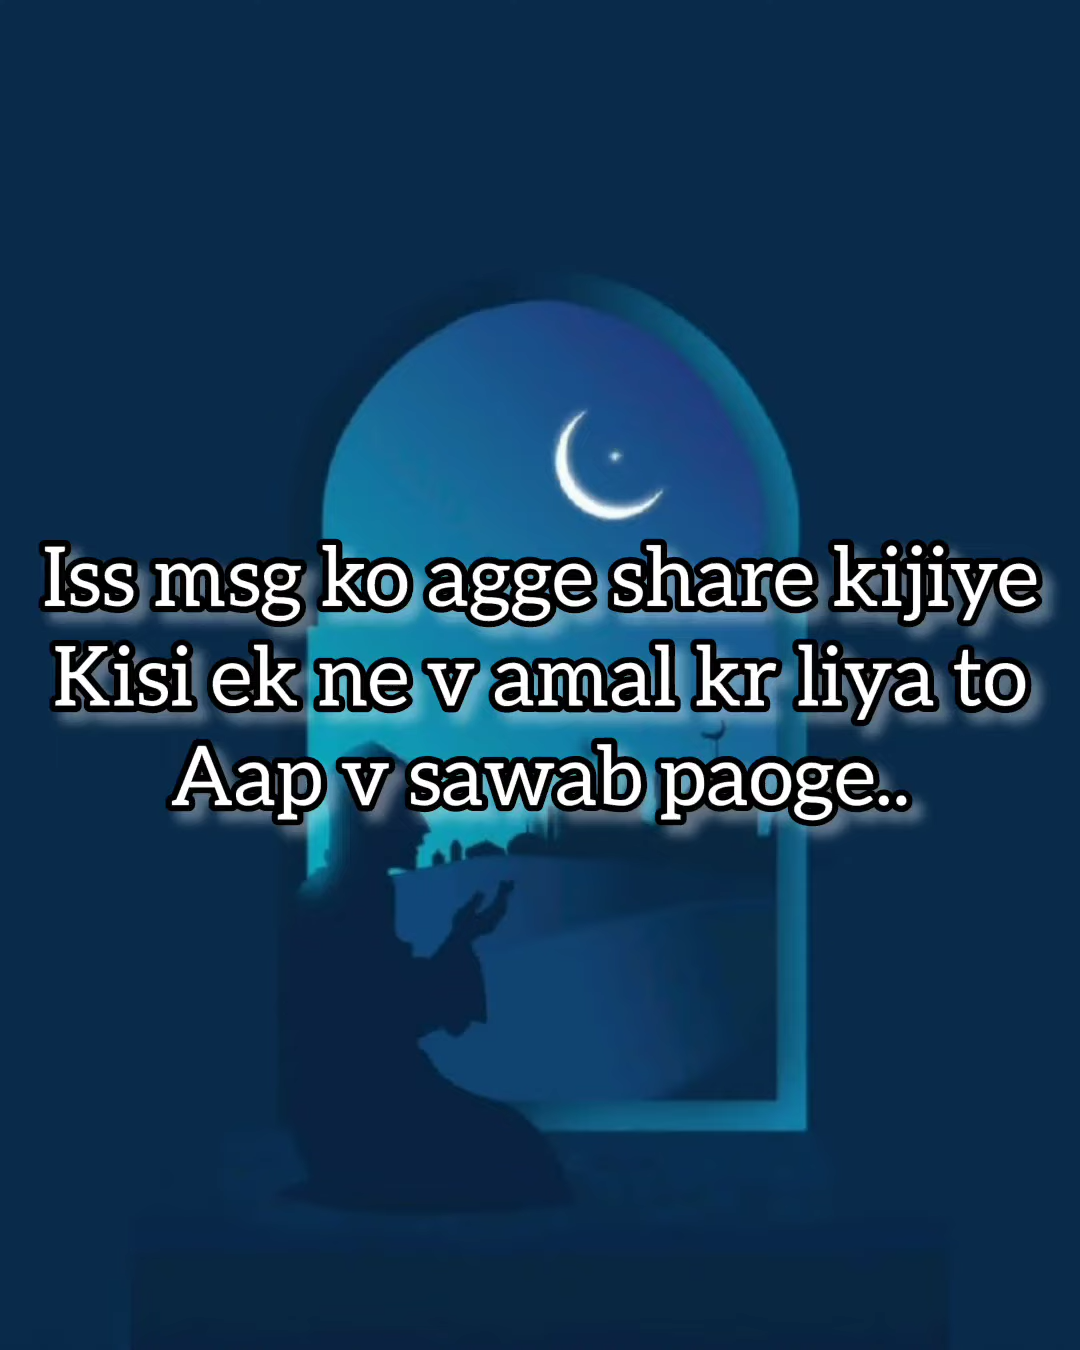 Iss msg ko agge share kijiye
Kisi ek ne v amal kr liya to
Aap v sawab paoge..